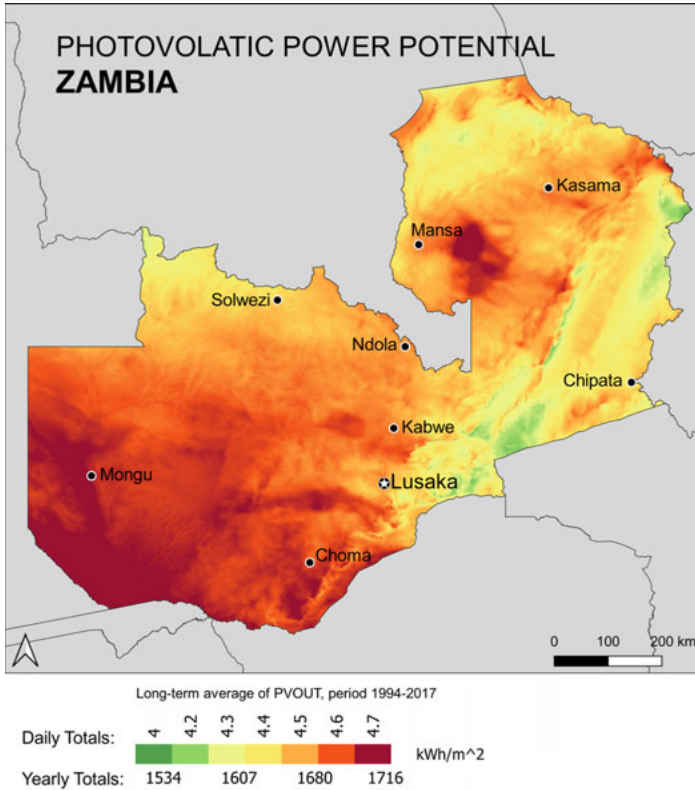 PHOTOVOLATIC POWER POTENTIAL
ZAMBIA
Kasama
Mansa
Solwezi
Ndola
Chipata
Kabwe
Mongu
Lusaka
Choma
0 100 200 km
Long-term average of PVOUT, period 1994-2017
Daily Totals: 4 4.2 4.3 4.4 4.5 4.6 4.7
kWh/m^2
Yearly Totals: 1534 1607 1680 1716